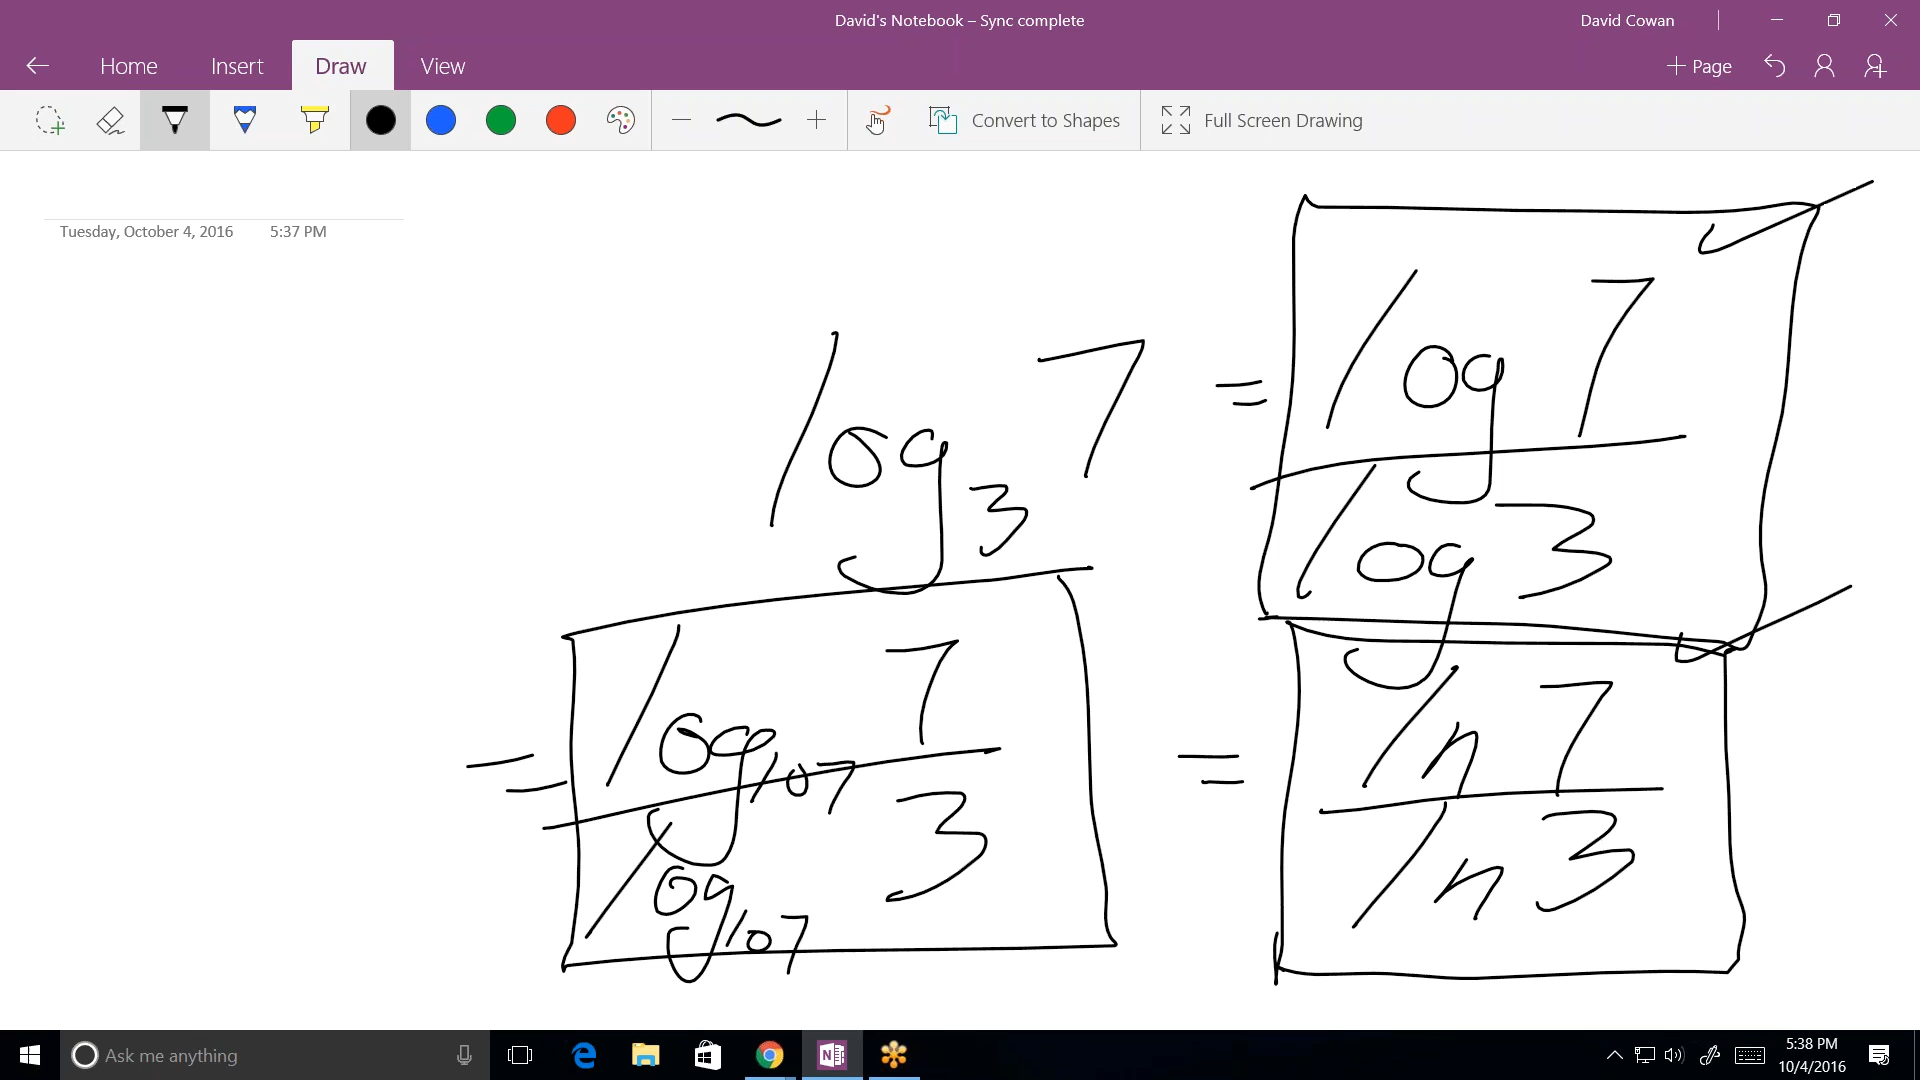 David's Notebook – Sync complete
David Cowan
Home Insert Draw View
+ Page
Convert to Shapes
Full Screen Drawing
Tuesday, October 4, 2016 5:37 PM
log₃ 7 = log 7 / log 3
= log₁₀₇ 7 / log₁₀₇ 3 = ln 7 / ln 3
Ask me anything
5:38 PM
10/4/2016